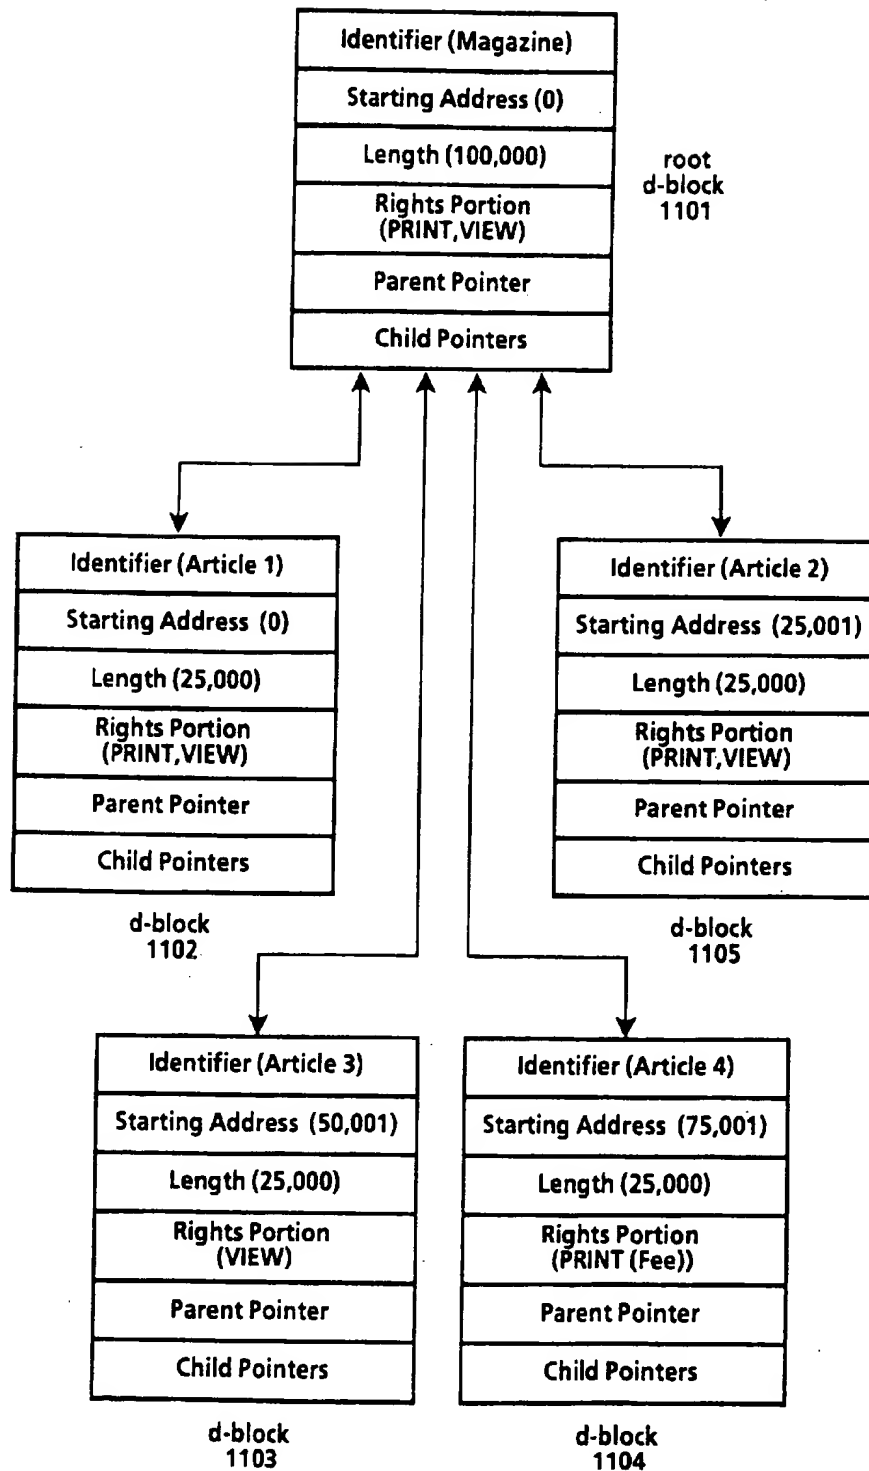 Identifier (Magazine)
Starting Address (0)
Length (100,000)
Rights Portion
(PRINT,VIEW)
Parent Pointer
Child Pointers
root
d-block
1101
Identifier (Article 1)
Starting Address (0)
Length (25,000)
Rights Portion
(PRINT,VIEW)
Parent Pointer
Child Pointers
d-block
1102
Identifier (Article 2)
Starting Address (25,001)
Length (25,000)
Rights Portion
(PRINT,VIEW)
Parent Pointer
Child Pointers
d-block
1105
Identifier (Article 3)
Starting Address (50,001)
Length (25,000)
Rights Portion
(VIEW)
Parent Pointer
Child Pointers
d-block
1103
Identifier (Article 4)
Starting Address (75,001)
Length (25,000)
Rights Portion
(PRINT (Fee))
Parent Pointer
Child Pointers
d-block
1104